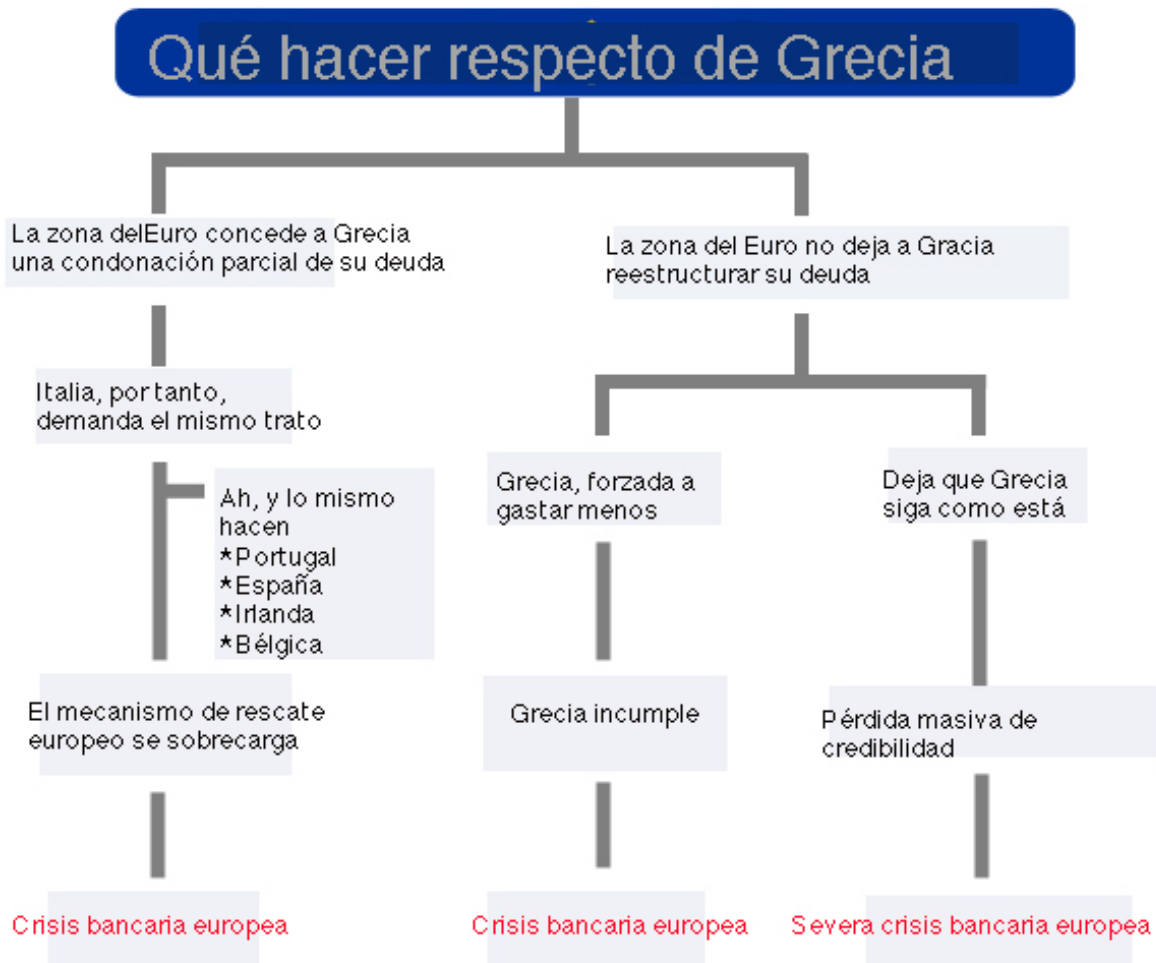 Qué hacer respecto de Grecia
La zona delEuro concede a Grecia
una condonación parcial de su deuda
Italia, por tanto,
demanda el mismo trato
Ah, y lo mismo
hacen
*Portugal
*España
*Irlanda
*Bélgica
El mecanismo de rescate
europeo se sobrecarga
Crisis bancaria europea
La zona del Euro no deja a Gracia
reestructurar su deuda
Grecia, forzada a
gastar menos
Grecia incumple
Crisis bancaria europea
Deja que Grecia
siga como está
Pérdida masiva de
credibilidad
Severa crisis bancaria europea